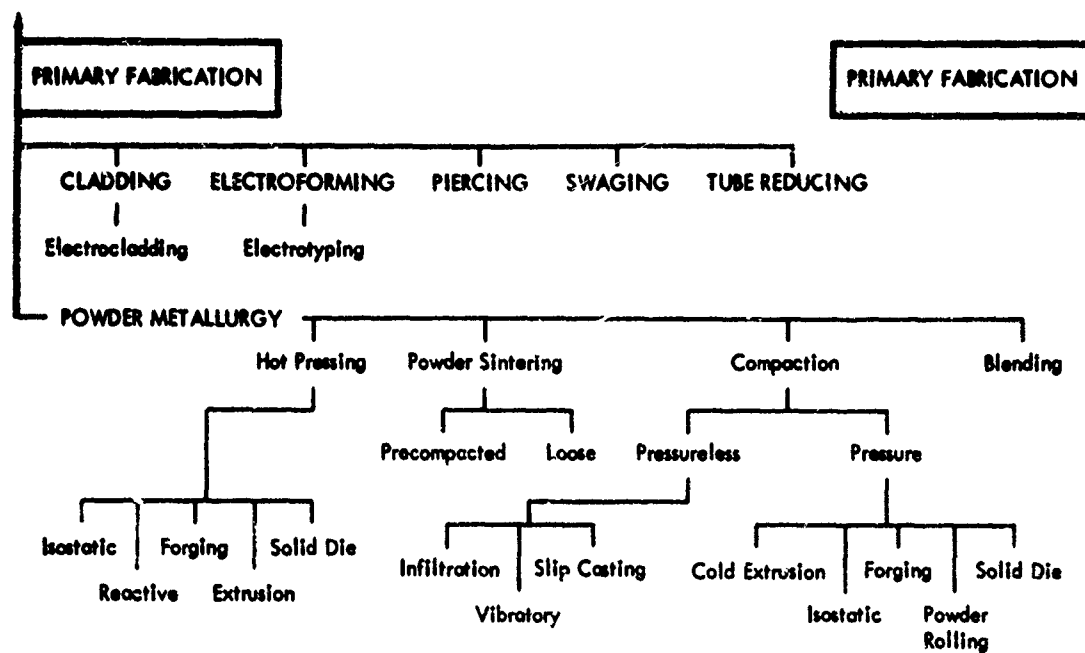 PRIMARY FABRICATION
PRIMARY FABRICATION
CLADDING ELECTROFORMING PIERCING SWAGING TUBE REDUCING
Electrocladding Electrotyping
POWDER METALLURGY
Hot Pressing Powder Sintering Compaction Blending
Precompacted Loose Pressureless Pressure
Isostatic Forging Solid Die
Reactive Extrusion
Infiltration Slip Casting
Vibratory
Cold Extrusion Forging Solid Die
Isostatic Powder
Rolling